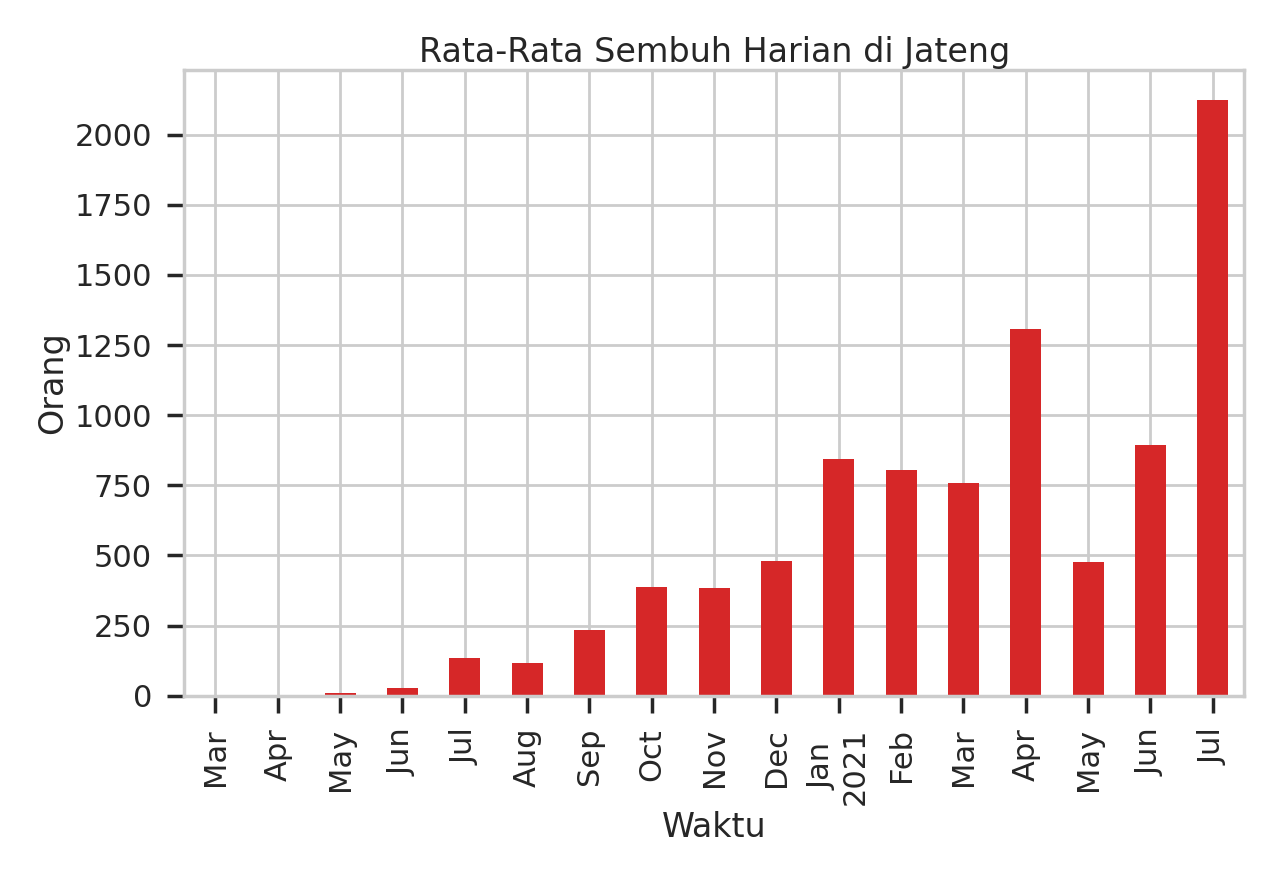 Rata-Rata Sembuh Harian di Jateng
Orang
2000
1750
1500
1250
1000
750
500
250
0
Mar
Apr
May
Jun
Jul
Aug
Sep
Oct
Nov
Dec
Jan
2021
Feb
Mar
Apr
May
Jun
Jul
Waktu